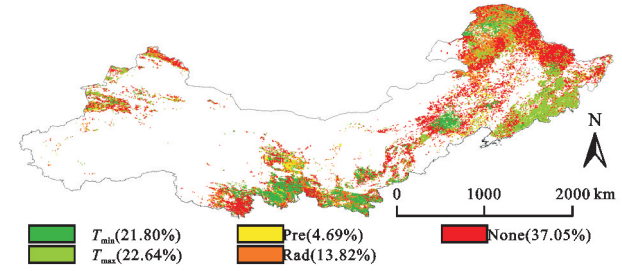 N
0 1000 2000 km
Tmin(21.80%) Pre(4.69%) None(37.05%)
Tmax(22.64%) Rad(13.82%)